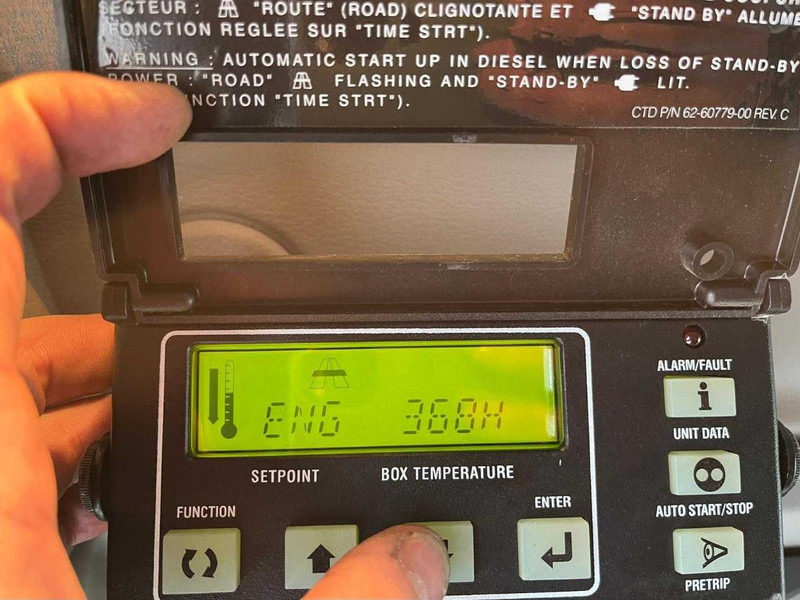 SECTEUR : "ROUTE" (ROAD) CLIGNOTANTE ET "STAND BY" ALLUME
FONCTION REGLEE SUR "TIME STRT").
WARNING : AUTOMATIC START UP IN DIESEL WHEN LOSS OF STAND-BY
POWER : "ROAD" FLASHING AND "STAND-BY" LIT.
"TIME STRT").
CTD P/N 62-60779-00 REV. C
ENG 368H
SETPOINT BOX TEMPERATURE
ALARM/FAULT
i
UNIT DATA
AUTO START/STOP
PRETRIP
FUNCTION
ENTER